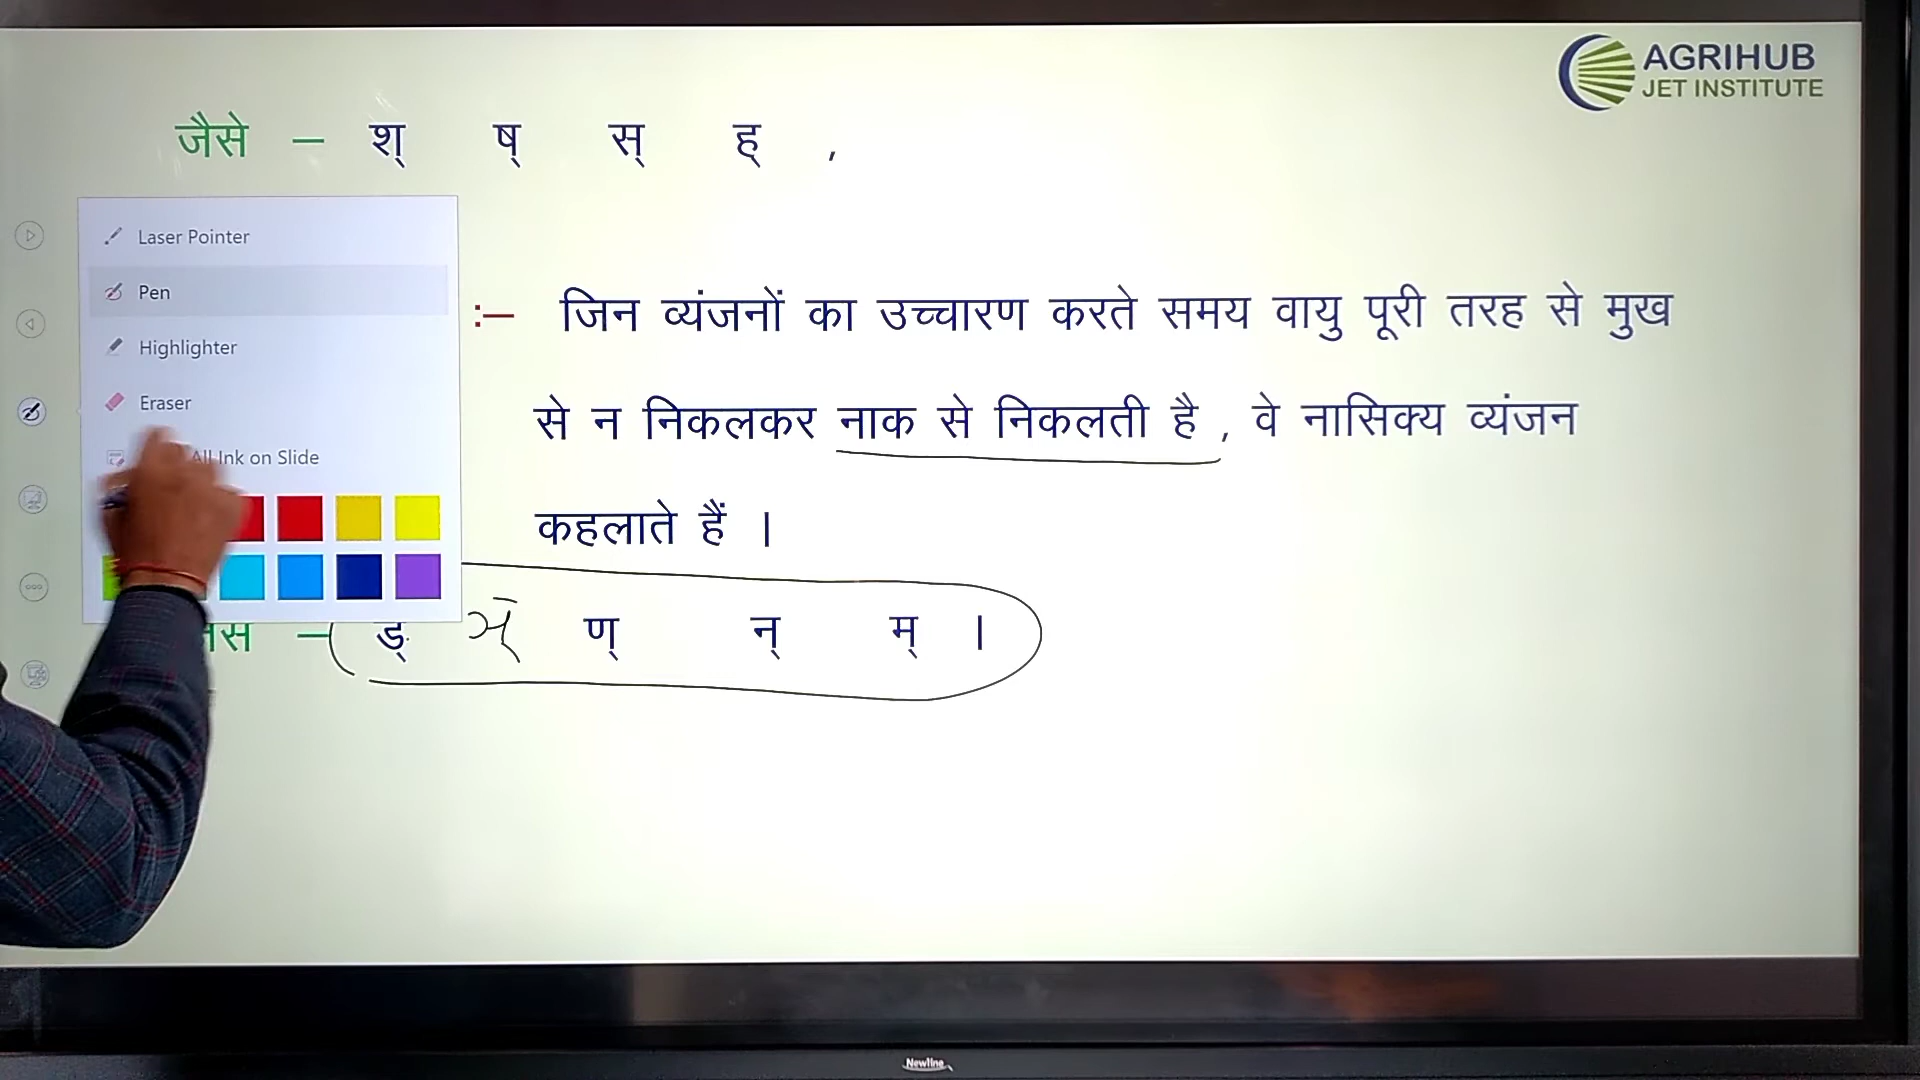 AGRIHUB
JET INSTITUTE
जैसे – श् ष् स् ह् ,
Laser Pointer
Pen
Highlighter
Eraser
All Ink on Slide
:– जिन व्यंजनों का उच्चारण करते समय वायु पूरी तरह से मुख
से न निकलकर नाक से निकलती है , वे नासिक्य व्यंजन
कहलाते हैं ।
– ङ् ञ् ण् न् म् ।
Newline